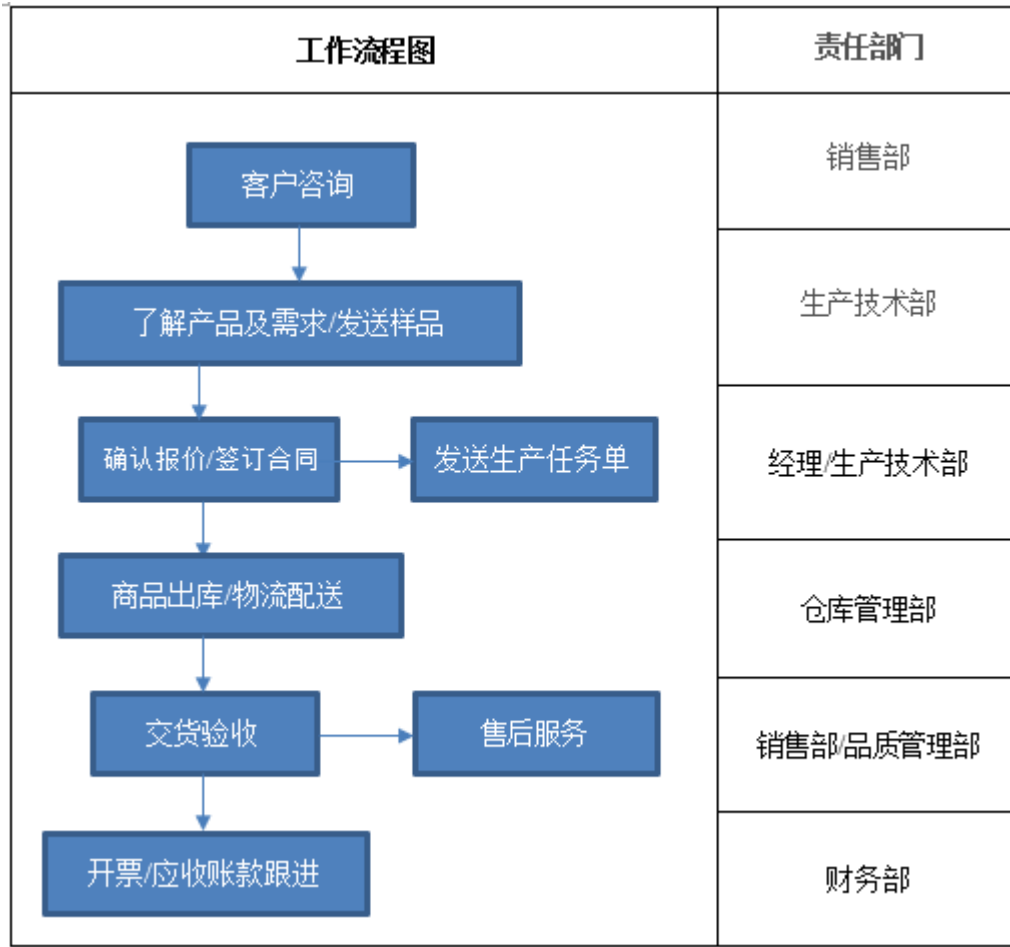 工作流程图
责任部门
客户咨询
销售部
了解产品及需求/发送样品
生产技术部
确认报价/签订合同
发送生产任务单
经理/生产技术部
商品出库/物流配送
仓库管理部
交货验收
售后服务
销售部/品质管理部
开票/应收账款跟进
财务部